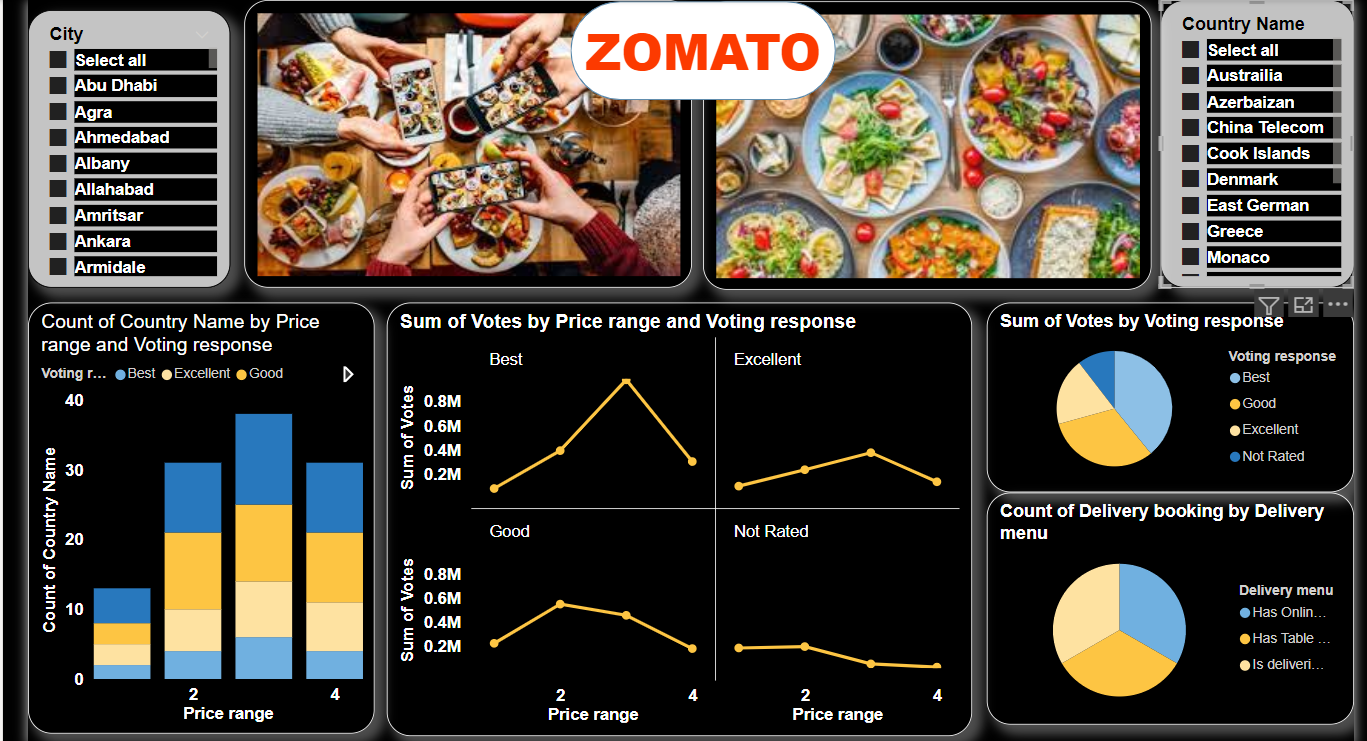 City
Select all
Abu Dhabi
Agra
Ahmedabad
Albany
Allahabad
Amritsar
Ankara
Armidale
ZOMATO
Country Name
Select all
Austrailia
Azerbaizan
China Telecom
Cook Islands
Denmark
East German
Greece
Monaco
Count of Country Name by Price
range and Voting response
Voting r... Best Excellent Good
Count of Country Name
40
30
20
10
0
2 4
Price range
Sum of Votes by Price range and Voting response
Best
Excellent
Sum of Votes
0.8M
0.6M
0.4M
0.2M
Good
Not Rated
Sum of Votes
0.8M
0.6M
0.4M
0.2M
2 4
Price range
2 4
Price range
Sum of Votes by Voting response
Voting response
Best
Good
Excellent
Not Rated
Count of Delivery booking by Delivery
menu
Delivery menu
Has Onlin...
Has Table ...
Is deliveri...